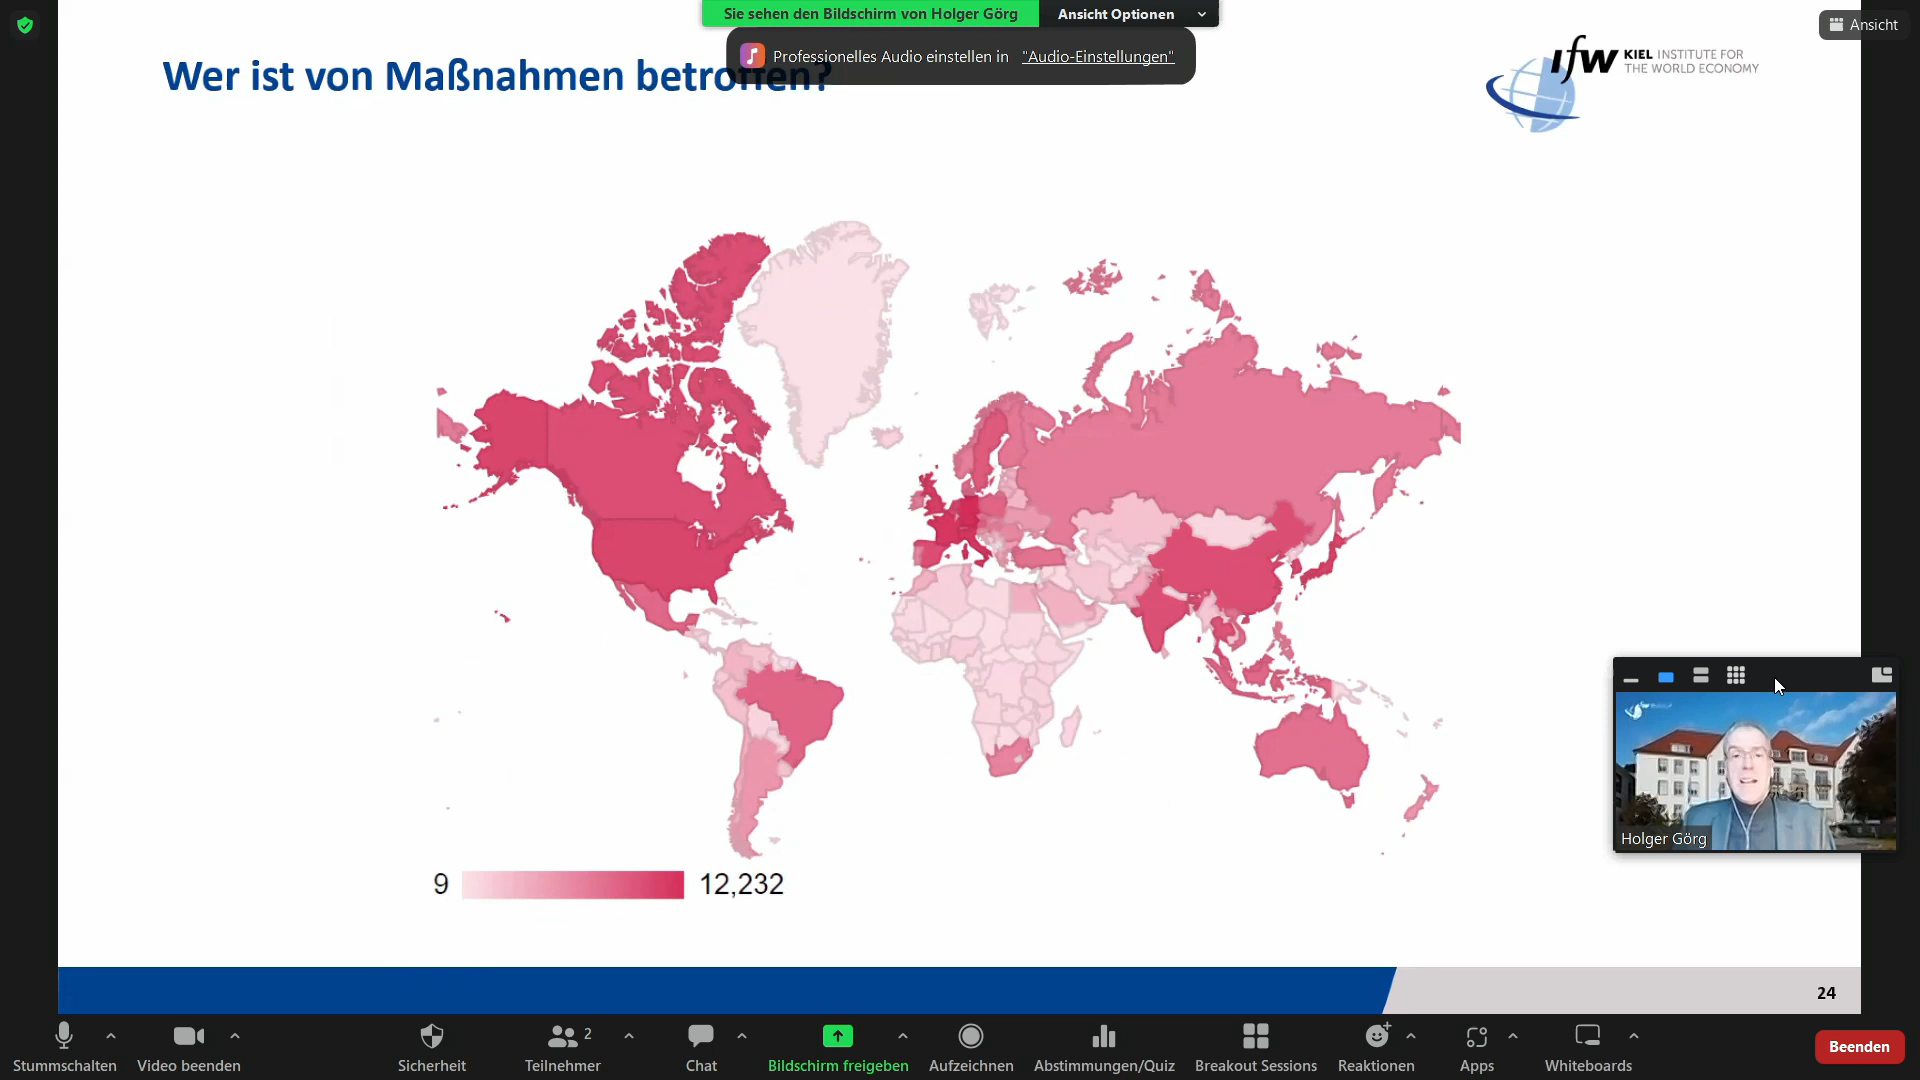 Sie sehen den Bildschirm von Holger Görg
Ansicht Optionen
Ansicht
Professionelles Audio einstellen in "Audio-Einstellungen"
Wer ist von Maßnahmen betroffen?
ifw KIEL INSTITUTE FOR
THE WORLD ECONOMY
Holger Görg
9
12,232
24
2
Stummschalten
Video beenden
Sicherheit
Teilnehmer
Chat
Bildschirm freigeben
Aufzeichnen
Abstimmungen/Quiz
Breakout Sessions
Reaktionen
Apps
Whiteboards
Beenden